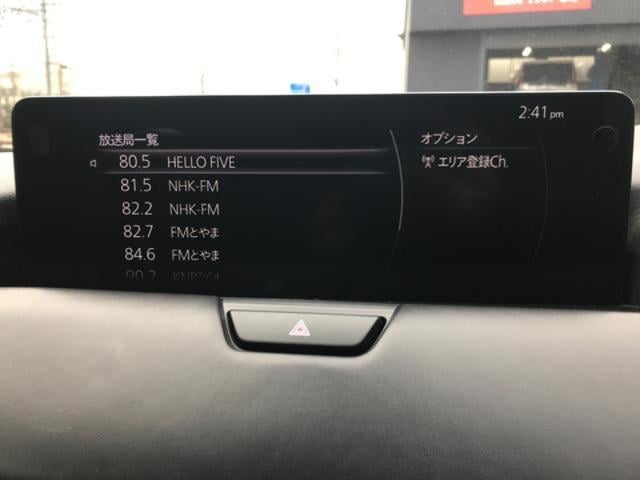 2:41 pm
放送局一覧
80.5 HELLO FIVE
81.5 NHK-FM
82.2 NHK-FM
82.7 FMとやま
84.6 FMとやま
90.2
オプション
エリア登録Ch.